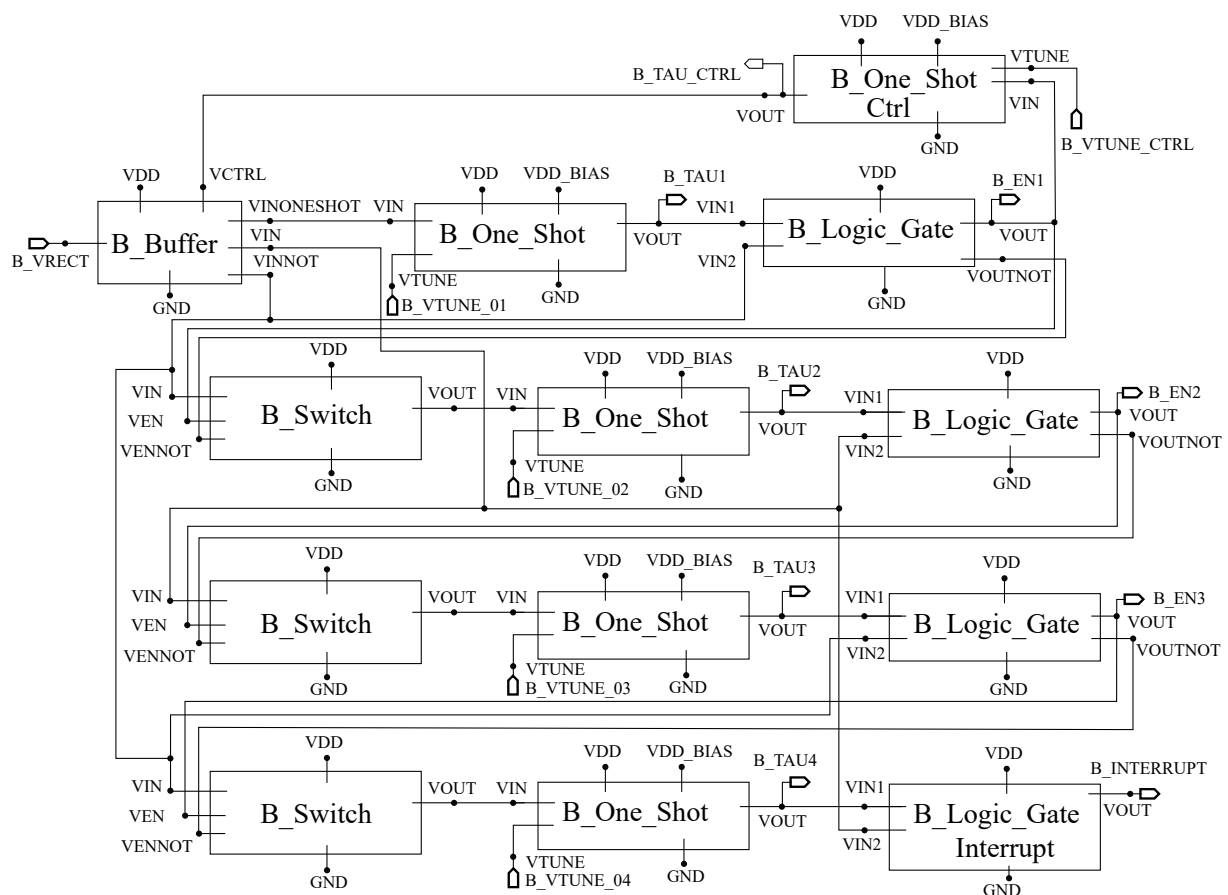 VDD VDD_BIAS
VTUNE
B_TAU_CTRL
B_One_Shot
Ctrl
VOUT
VIN
GND
B_VTUNE_CTRL
VDD
VCTRL
VDD
VDD_BIAS
B_TAU1
VDD
B_EN1
VINONESHOT
VIN
VIN1
B_Buffer
VIN
B_One_Shot
VOUT
B_Logic_Gate
VOUT
B_VRECT
VINNOT
VIN2
VOUTNOT
VTUNE
GND
GND
GND
B_VTUNE_01
VDD
VDD
VDD_BIAS
B_TAU2
VDD
B_EN2
VIN
VOUT
VIN
VIN1
VOUT
VEN
B_Switch
B_One_Shot
VOUT
B_Logic_Gate
VENNOT
VIN2
VOUTNOT
VTUNE
GND
GND
GND
B_VTUNE_02
VDD
VDD
VDD_BIAS
B_TAU3
VDD
B_EN3
VIN
VOUT
VIN
VIN1
VOUT
VEN
B_Switch
B_One_Shot
VOUT
B_Logic_Gate
VENNOT
VIN2
VOUTNOT
VTUNE
GND
GND
GND
B_VTUNE_03
VDD
VDD
VDD_BIAS
B_TAU4
VDD
B_INTERRUPT
VIN
VOUT
VIN
VIN1
VOUT
VEN
B_Switch
B_One_Shot
VOUT
B_Logic_Gate
Interrupt
VENNOT
VIN2
VTUNE
GND
GND
GND
B_VTUNE_04